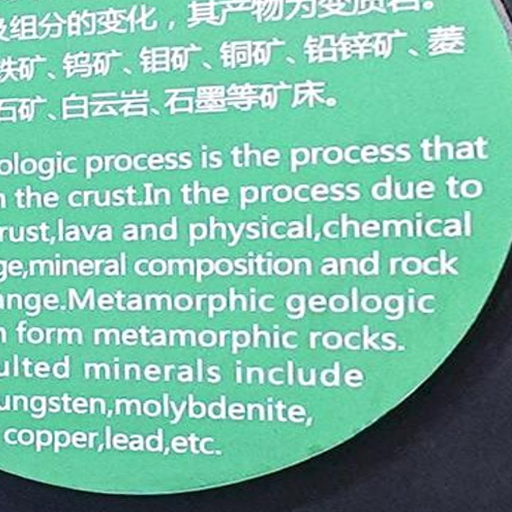 及组分的变化，其产物为变质岩。
铁矿、钨矿、钼矿、铜矿、铅锌矿、菱
石矿、白云岩、石墨等矿床。
ologic process is the process that
the crust.In the process due to
rust,lava and physical,chemical
ge,mineral composition and rock
ange.Metamorphic geologic
form metamorphic rocks.
ulted minerals include
ungsten,molybdenite,
copper,lead,etc.